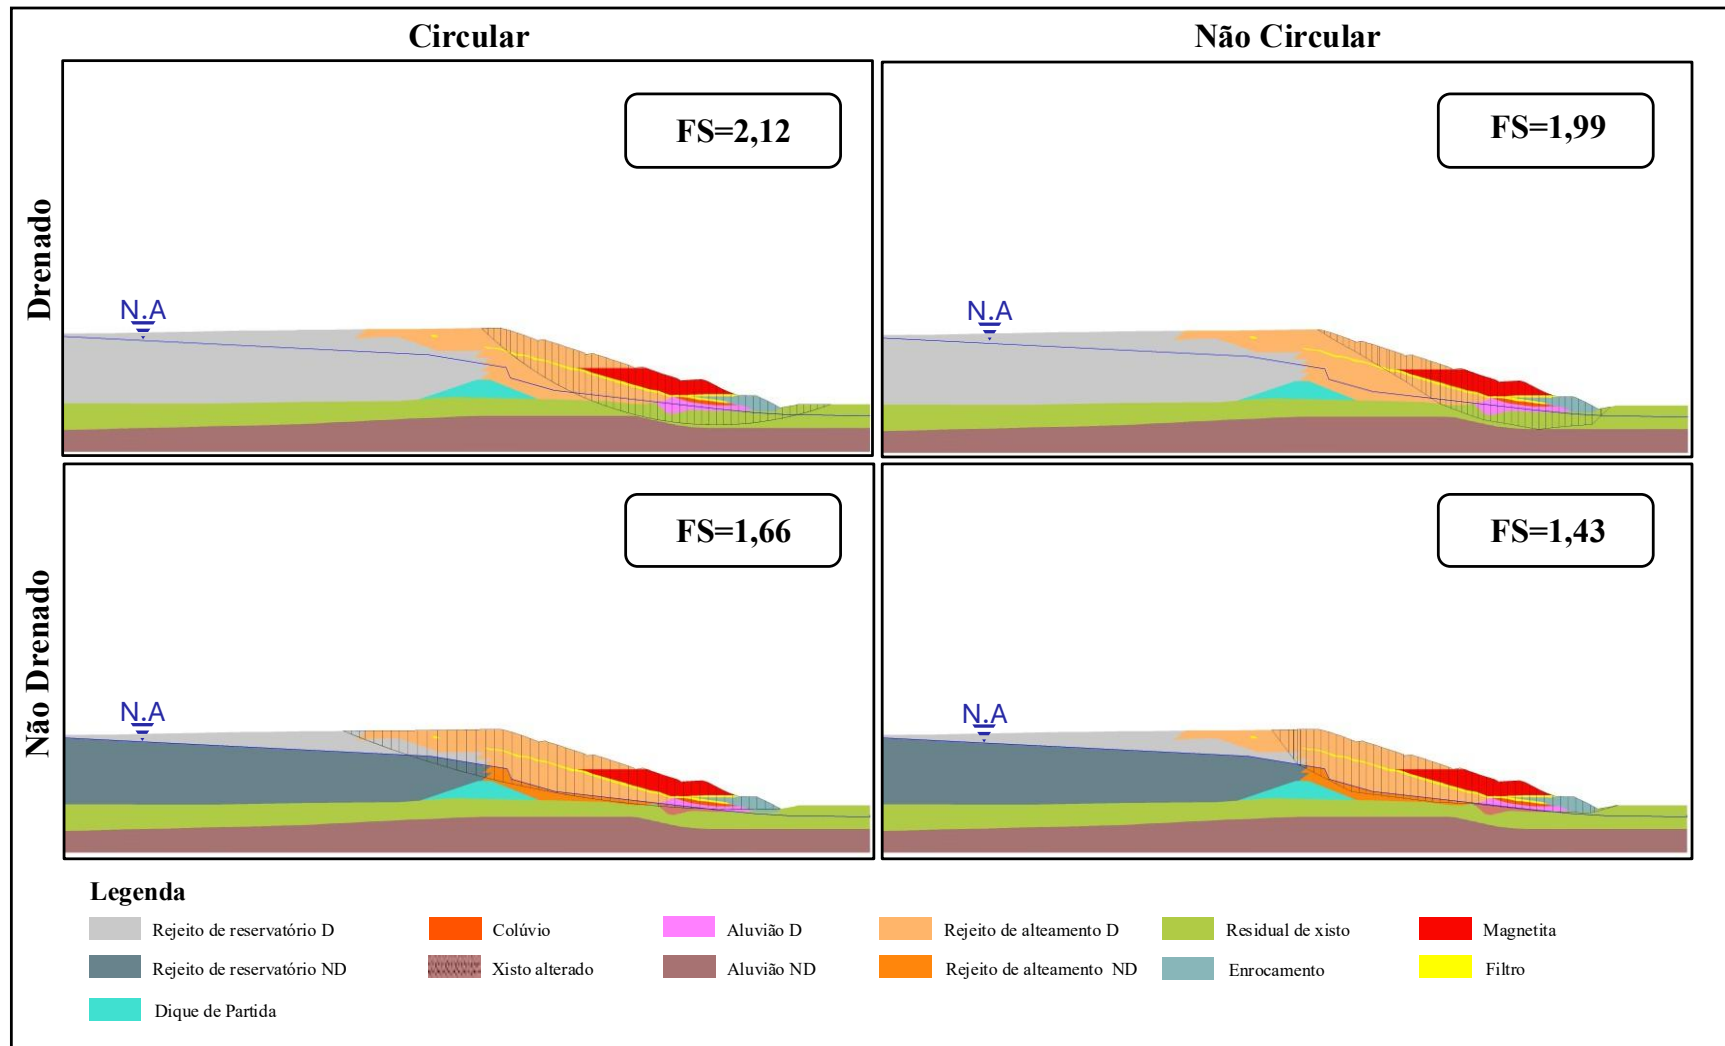 Circular
Não Circular
Drenado
FS=2,12
N.A
FS=1,99
N.A
Não Drenado
FS=1,66
N.A
FS=1,43
N.A
Legenda
Rejeito de reservatório D
Colúvio
Aluvião D
Rejeito de alteamento D
Residual de xisto
Magnetita
Rejeito de reservatório ND
Xisto alterado
Aluvião ND
Rejeito de alteamento ND
Enrocamento
Filtro
Dique de Partida